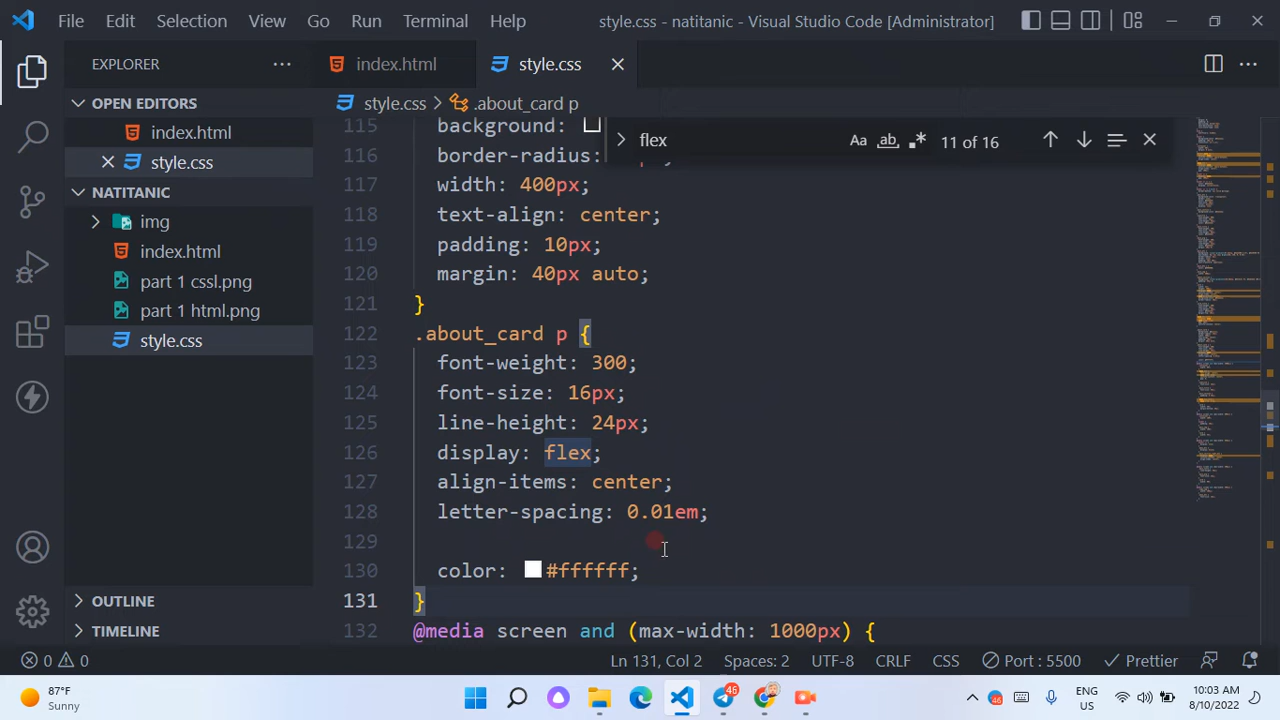 File Edit Selection View Go Run Terminal Help style.css - natitanic - Visual Studio Code [Administrator]
EXPLORER
index.html style.css
OPEN EDITORS
index.html
style.css
NATITANIC
img
index.html
part 1 cssl.png
part 1 html.png
style.css
OUTLINE
TIMELINE
style.css > .about_card p
flex Aa ab 11 of 16
115 background:
116 border-radius:
117 width: 400px;
118 text-align: center;
119 padding: 10px;
120 margin: 40px auto;
121 }
122 .about_card p {
123 font-weight: 300;
124 font-size: 16px;
125 line-height: 24px;
126 display: flex;
127 align-items: center;
128 letter-spacing: 0.01em;
129
130 color: #ffffff;
131 }
132 @media screen and (max-width: 1000px) {
0 0 Ln 131, Col 2 Spaces: 2 UTF-8 CRLF CSS Port : 5500 Prettier
87°F
Sunny
46
46
ENG
US
10:03 AM
8/10/2022